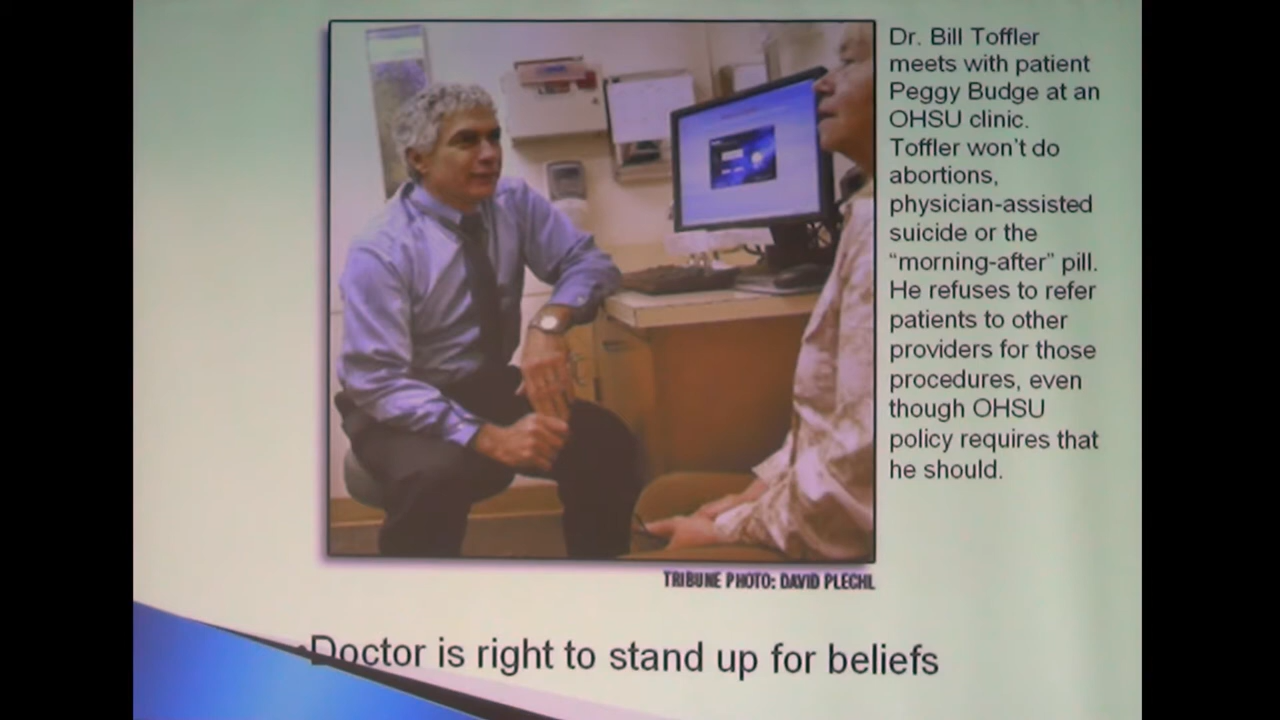 Dr. Bill Toffler
meets with patient
Peggy Budge at an
OHSU clinic.
Toffler won't do
abortions,
physician-assisted
suicide or the
“morning-after” pill.
He refuses to refer
patients to other
providers for those
procedures, even
though OHSU
policy requires that
he should.
TRIBUNE PHOTO: DAVID PLECHL
Doctor is right to stand up for beliefs